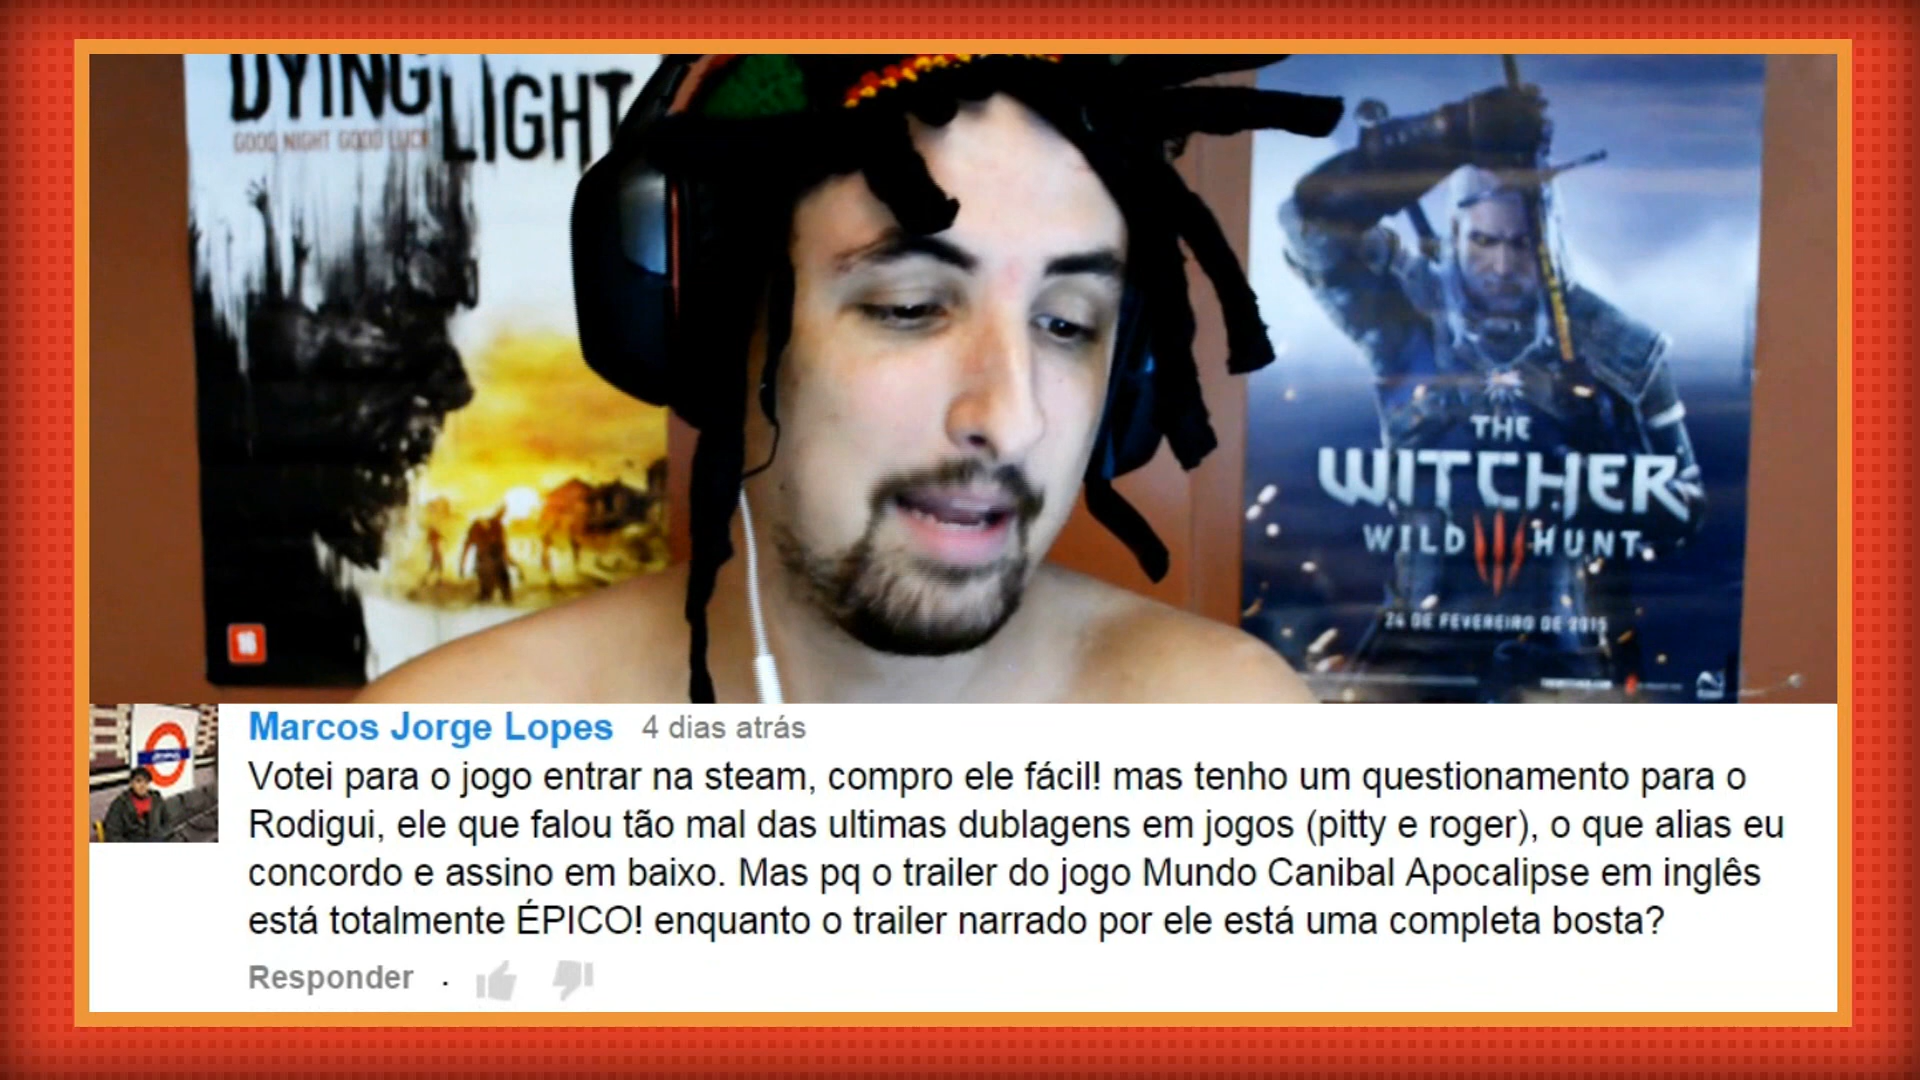 DYING LIGHT
GOOD NIGHT GOOD LUCK
18
THE
WITCHER
WILD HUNT
24 DE FEVEREIRO DE 2015
Marcos Jorge Lopes 4 dias atrás
Votei para o jogo entrar na steam, compro ele fácil! mas tenho um questionamento para o
Rodigui, ele que falou tão mal das ultimas dublagens em jogos (pitty e roger), o que alias eu
concordo e assino em baixo. Mas pq o trailer do jogo Mundo Canibal Apocalipse em inglês
está totalmente ÉPICO! enquanto o trailer narrado por ele está uma completa bosta?
Responder .